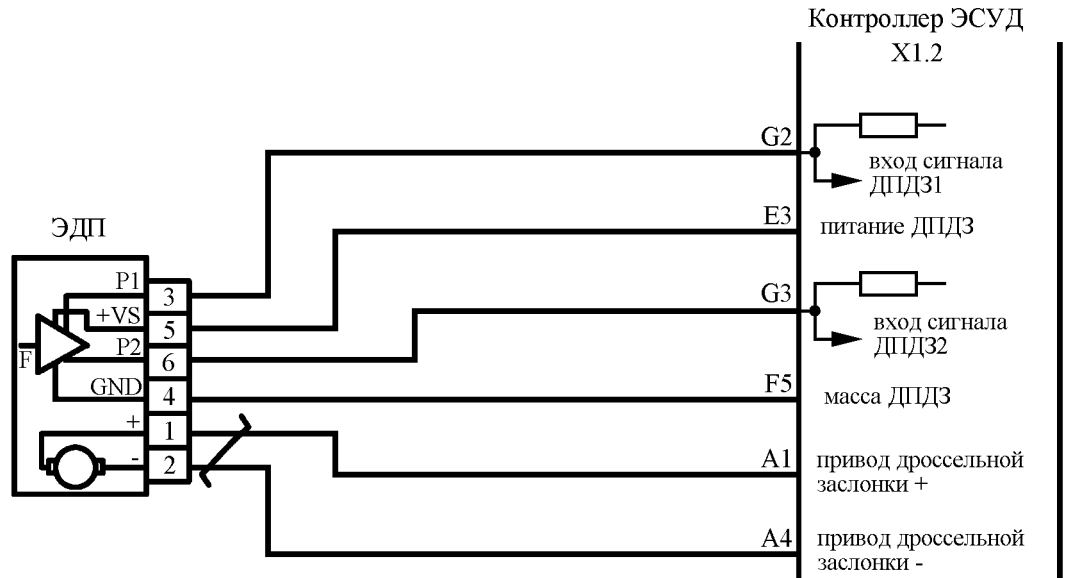 Контроллер ЭСУД
X1.2
G2
вход сигнала
ДПДЗ1
E3
питание ДПДЗ
ЭДП
P1
3
G3
+VS
5
вход сигнала
ДПДЗ2
F
P2
6
GND
4
F5
масса ДПДЗ
+
1
-
2
A1
привод дроссельной
заслонки +
A4
привод дроссельной
заслонки -